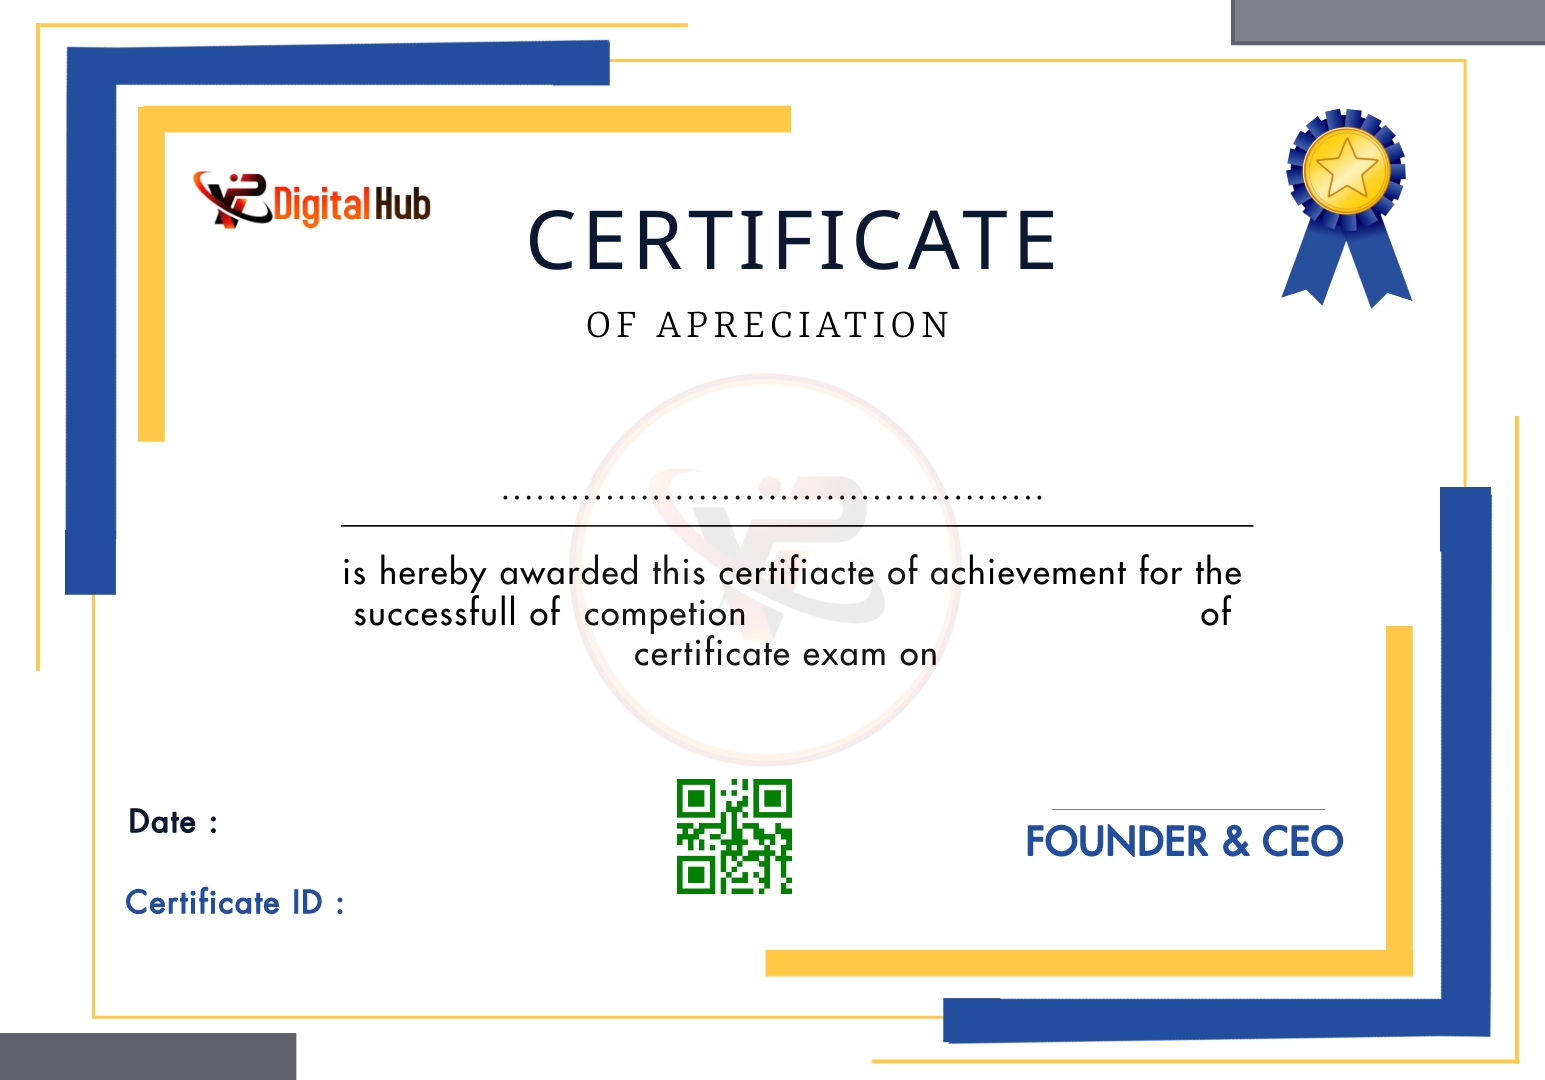 Digital Hub
CERTIFICATE
OF APRECIATION
..............................................
is hereby awarded this certifiacte of achievement for the
successfull of competion of
certificate exam on
Date :
FOUNDER & CEO
Certificate ID :